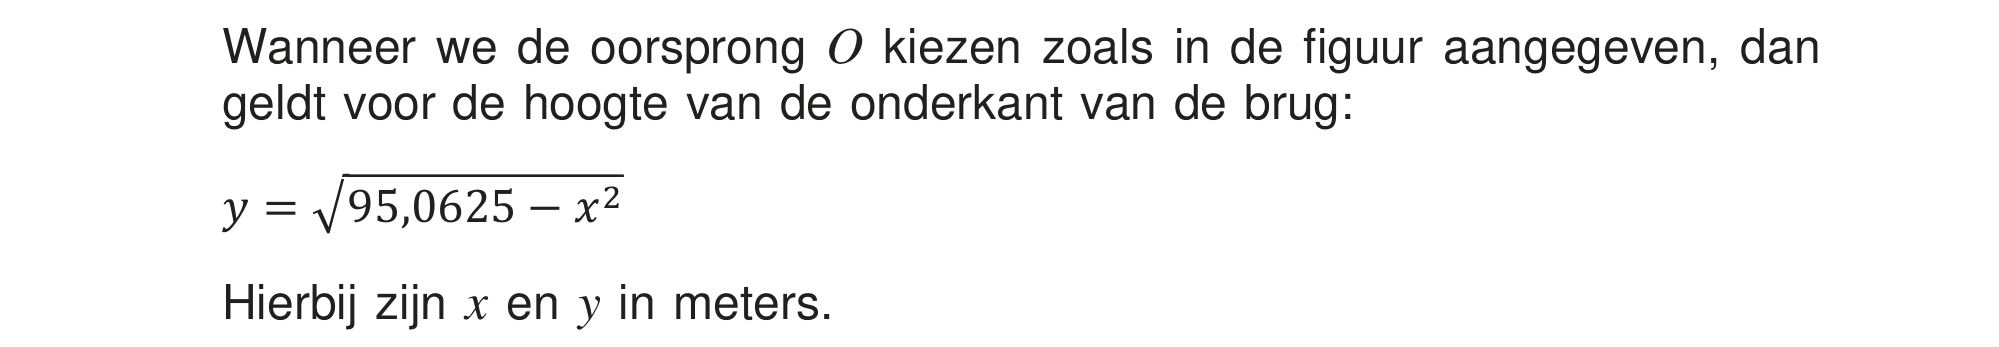 Wanneer we de oorsprong O kiezen zoals in de figuur aangegeven, dan
geldt voor de hoogte van de onderkant van de brug:
y = √95,0625 − x²
Hierbij zijn x en y in meters.